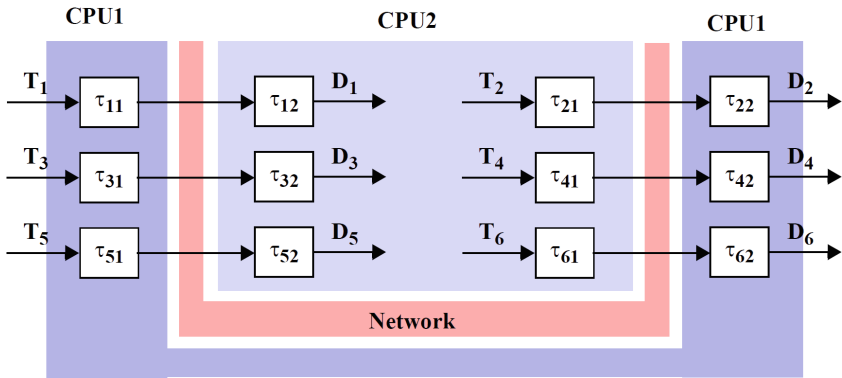 CPU1 CPU2 CPU1
T1 D1 T2 D2
τ11 τ12 τ21 τ22
T3 D3 T4 D4
τ31 τ32 τ41 τ42
T5 D5 T6 D6
τ51 τ52 τ61 τ62
Network